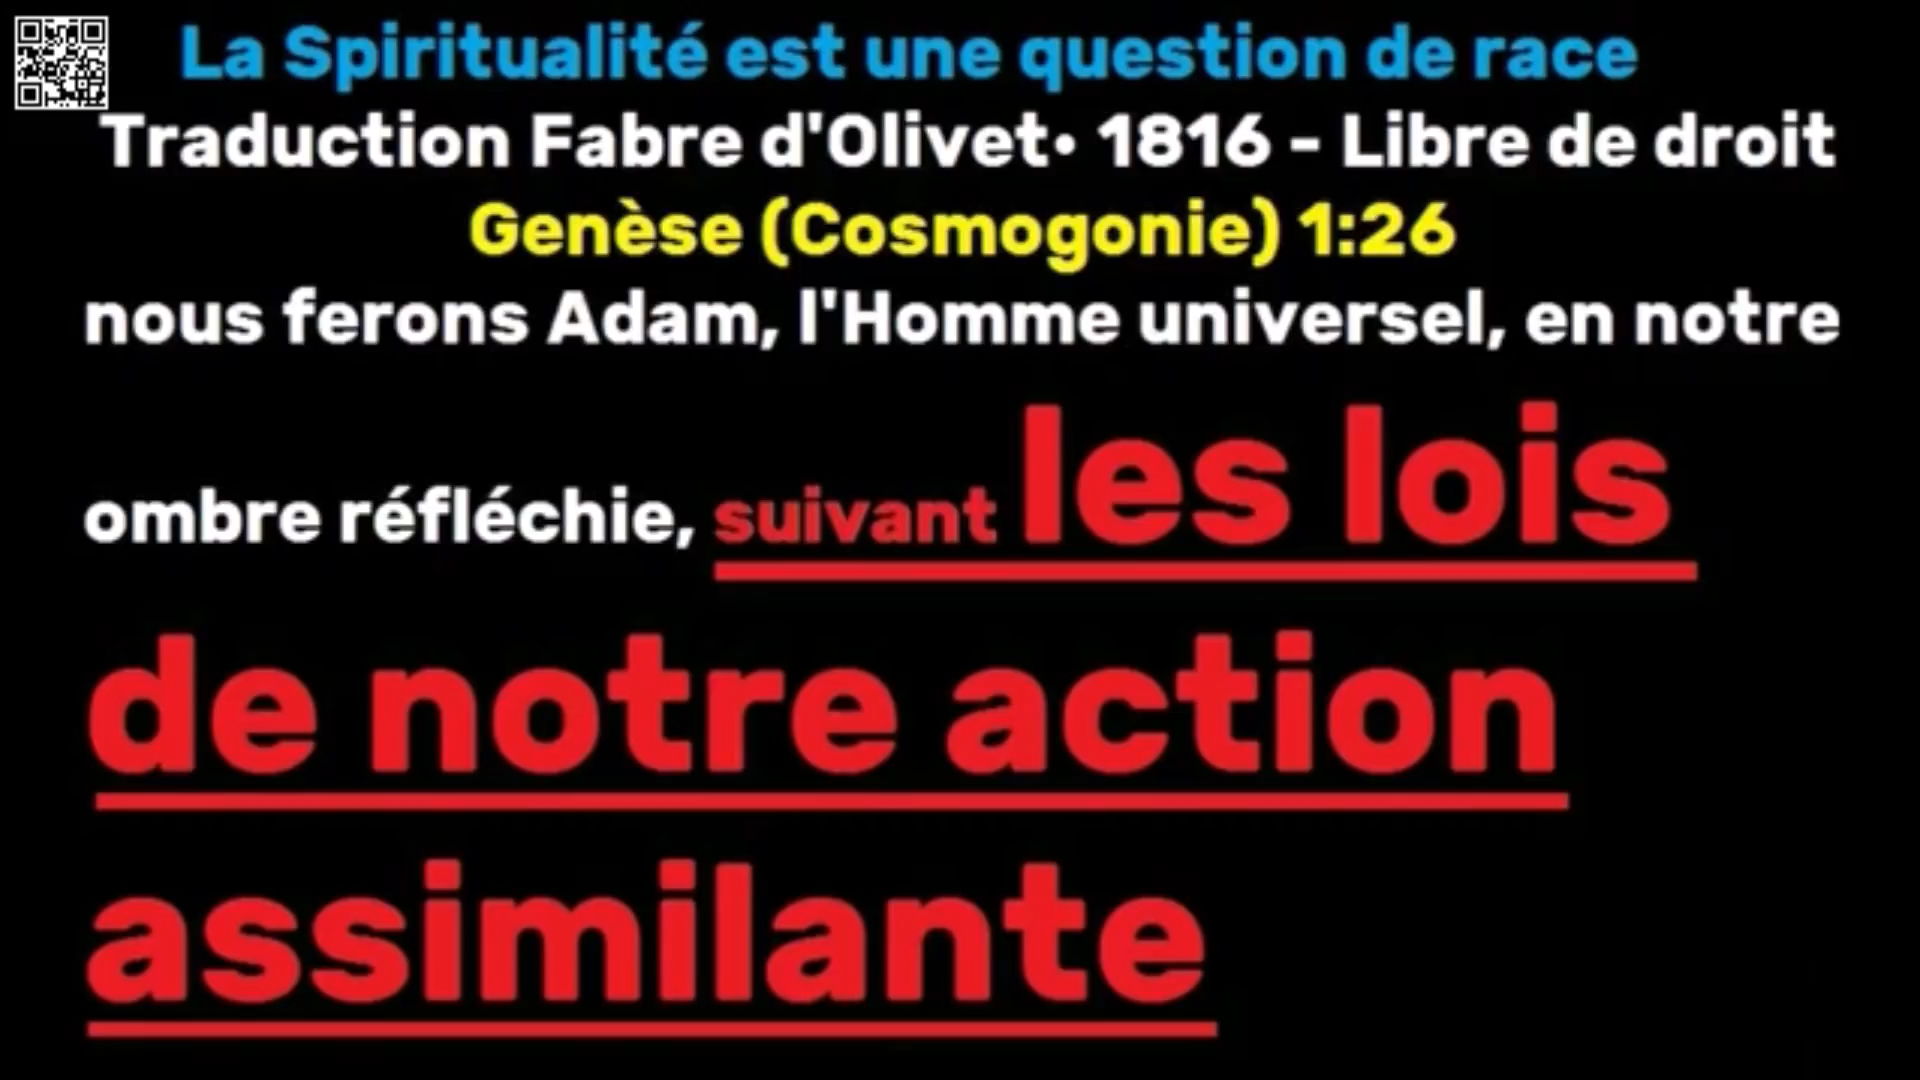 La Spiritualité est une question de race
Traduction Fabre d'Olivet• 1816 - Libre de droit
Genèse (Cosmogonie) 1:26
nous ferons Adam, l'Homme universel, en notre
ombre réfléchie, suivant les lois
de notre action
assimilante